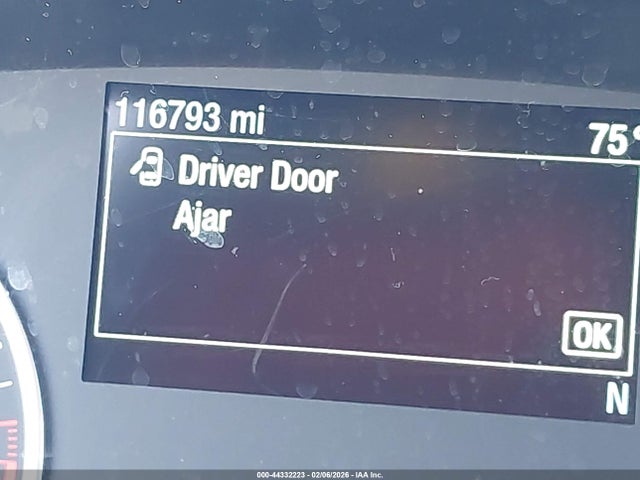 116793 mi
75°
Driver Door
Ajar
OK
N
000-44332223 - 02/06/2026 - IAA Inc.